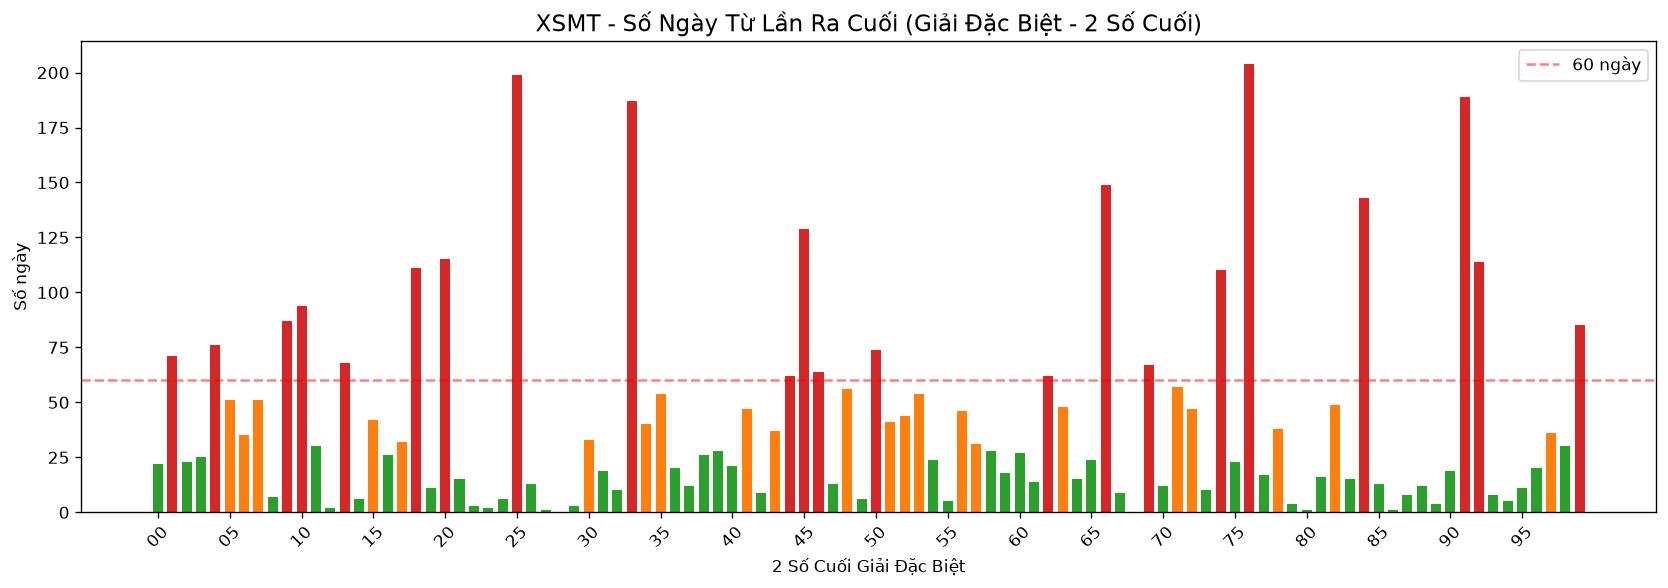 XSMT - Số Ngày Từ Lần Ra Cuối (Giải Đặc Biệt - 2 Số Cuối)
60 ngày
Số ngày
200
175
150
125
100
75
50
25
0
00 05 10 15 20 25 30 35 40 45 50 55 60 65 70 75 80 85 90 95
2 Số Cuối Giải Đặc Biệt